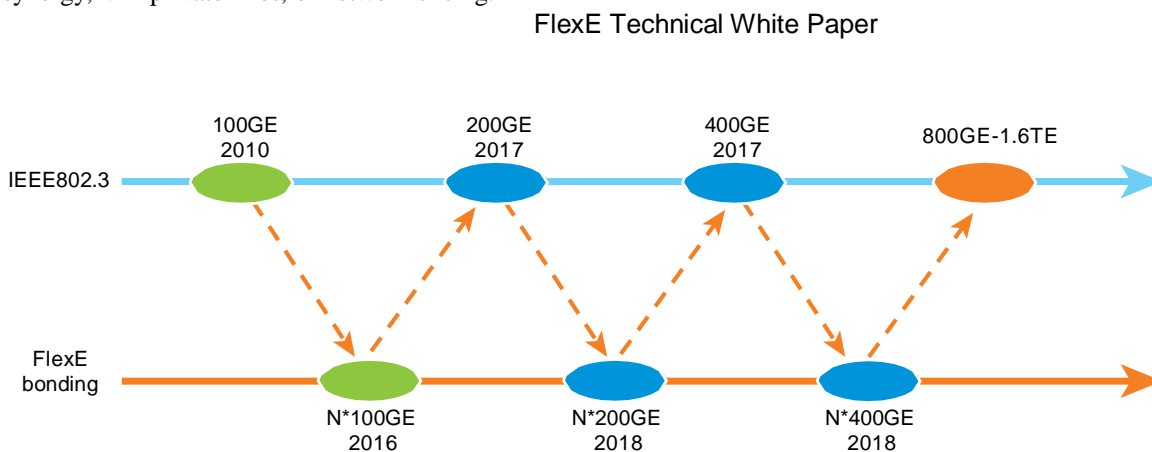 FlexE Technical White Paper
100GE
2010
200GE
2017
400GE
2017
800GE-1.6TE
IEEE802.3
FlexE
bonding
N*100GE
2016
N*200GE
2018
N*400GE
2018